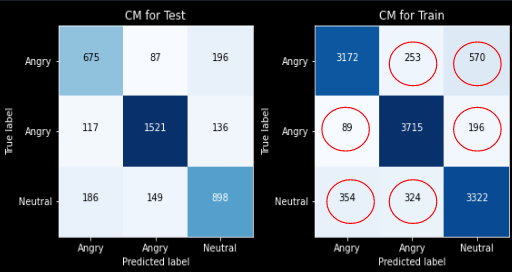 CM for Test
True label
Angry
675 87 196
Angry
117 1521 136
Neutral
186 149 898
Angry Angry Neutral
Predicted label
CM for Train
True label
Angry
3172 253 570
Angry
89 3715 196
Neutral
354 324 3322
Angry Angry Neutral
Predicted label